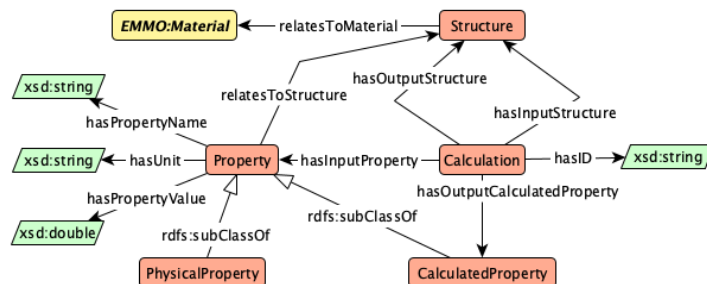 EMMO:Material
relatesToMaterial
Structure
hasOutputStructure
xsd:string
relatesToStructure
hasInputStructure
hasPropertyName
xsd:string
hasUnit
Property
hasInputProperty
Calculation
hasID
xsd:string
hasPropertyValue
hasOutputCalculatedProperty
xsd:double
rdfs:subClassOf
rdfs:subClassOf
PhysicalProperty
CalculatedProperty